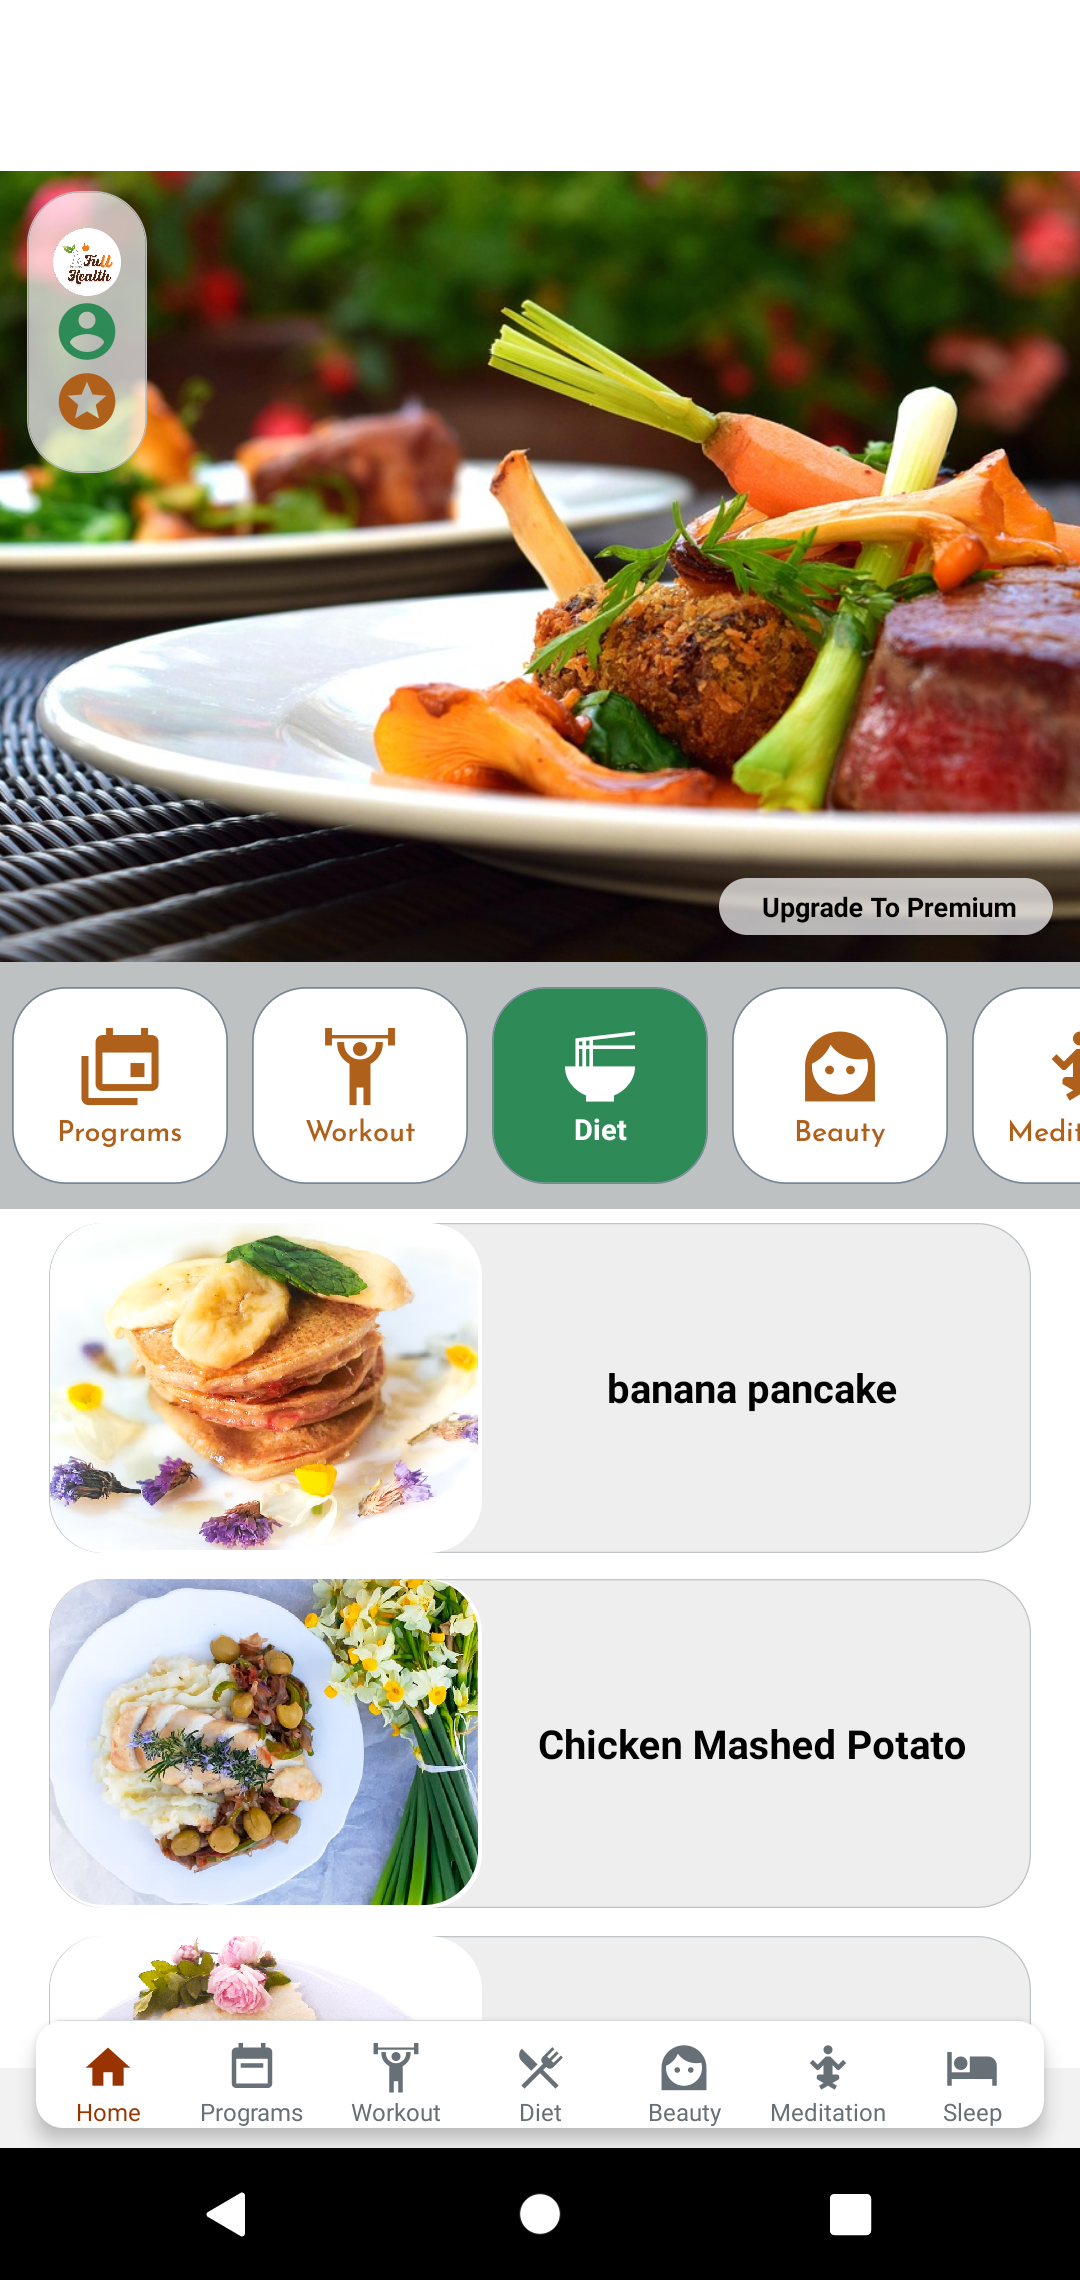 Full
Health
Upgrade To Premium
Programs
Workout
Diet
Beauty
Medit
banana pancake
Chicken Mashed Potato
Home
Programs
Workout
Diet
Beauty
Meditation
Sleep